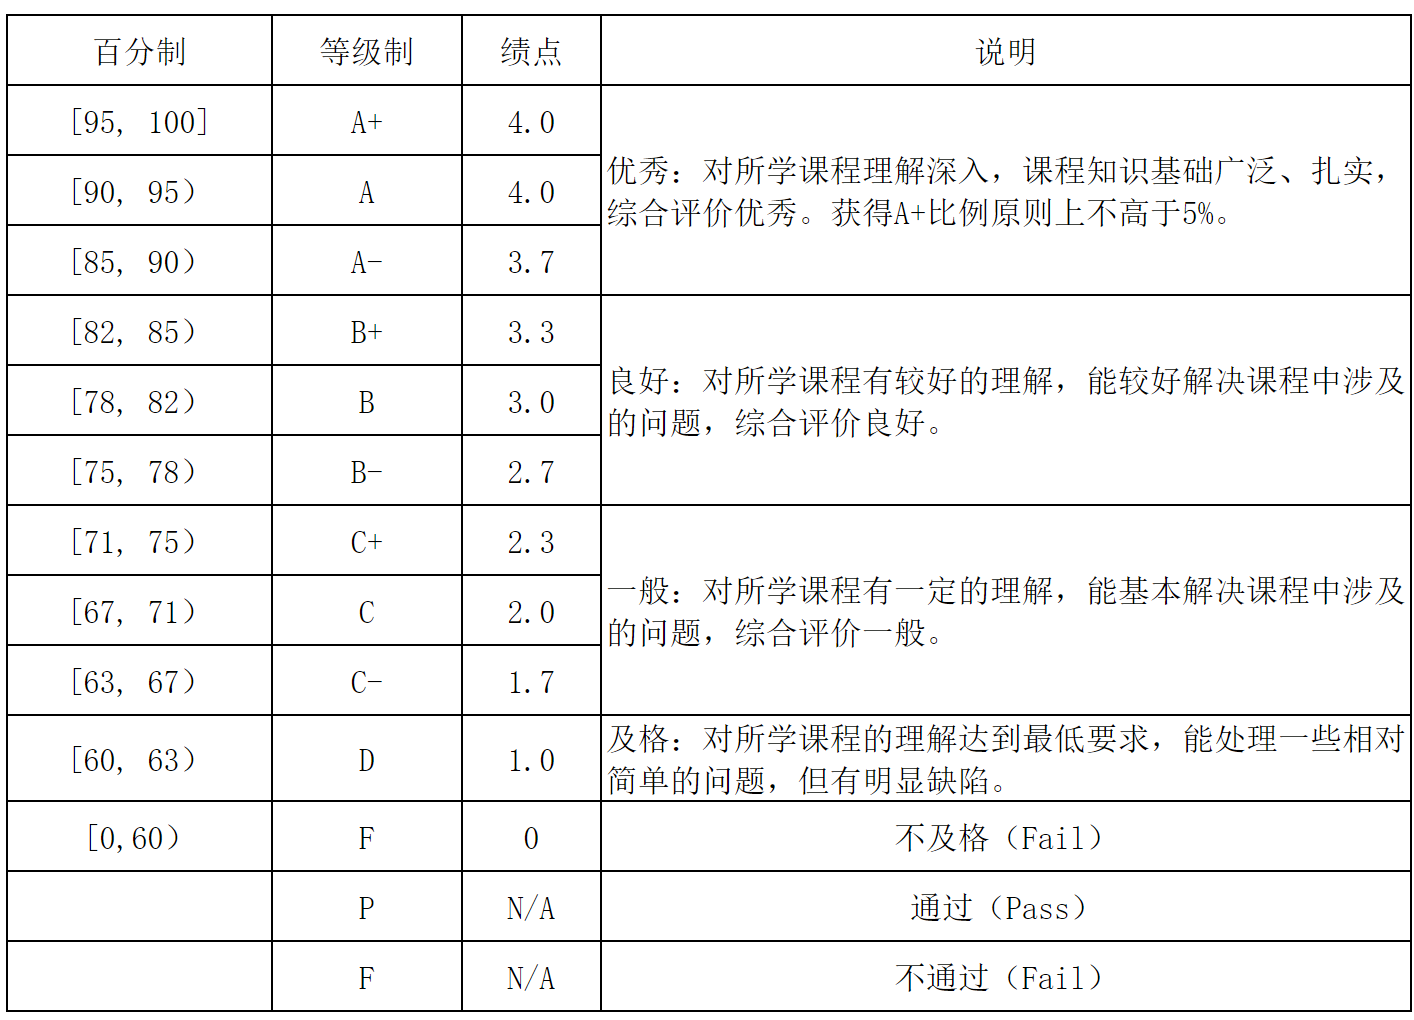 百分制 等级制 绩点 说明
[95, 100] A+ 4.0
[90, 95） A 4.0
[85, 90） A- 3.7
优秀：对所学课程理解深入，课程知识基础广泛、扎实，
综合评价优秀。获得A+比例原则上不高于5%。
[82, 85） B+ 3.3
[78, 82） B 3.0
[75, 78） B- 2.7
良好：对所学课程有较好的理解，能较好解决课程中涉及
的问题，综合评价良好。
[71, 75） C+ 2.3
[67, 71） C 2.0
[63, 67） C- 1.7
一般：对所学课程有一定的理解，能基本解决课程中涉及
的问题，综合评价一般。
[60, 63） D 1.0
及格：对所学课程的理解达到最低要求，能处理一些相对
简单的问题，但有明显缺陷。
[0,60） F 0 不及格（Fail）
P N/A 通过（Pass）
F N/A 不通过（Fail）